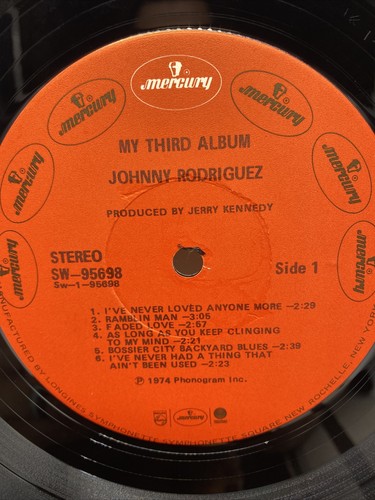 mercury
mercury
mercury
mercury
mercury
mercury
mercury
MY THIRD ALBUM
JOHNNY RODRIGUEZ
PRODUCED BY JERRY KENNEDY
STEREO
SW-95698
Sw-1-95698
Side 1
1. I'VE NEVER LOVED ANYONE MORE -2:29
2. RAMBLIN MAN -3:05
3. FADED LOVE -2:57
4. AS LONG AS YOU KEEP CLINGING
TO MY MIND -2:21
5. BOSSIER CITY BACKYARD BLUES -2:39
6. I'VE NEVER HAD A THING THAT
AIN'T BEEN USED -2:23
℗ 1974 Phonogram Inc.
mercury
MANUFACTURED BY LONGINES SYMPHONETTE SYMPHONETTE SQUARE NEW ROCHELLE, NEW